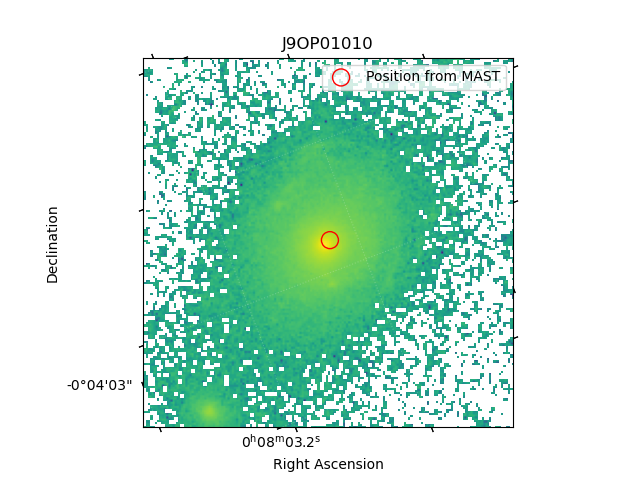 J9OP01010
Position from MAST
Declination
-0°04'03"
0ʰ08ᵐ03.2ˢ
Right Ascension